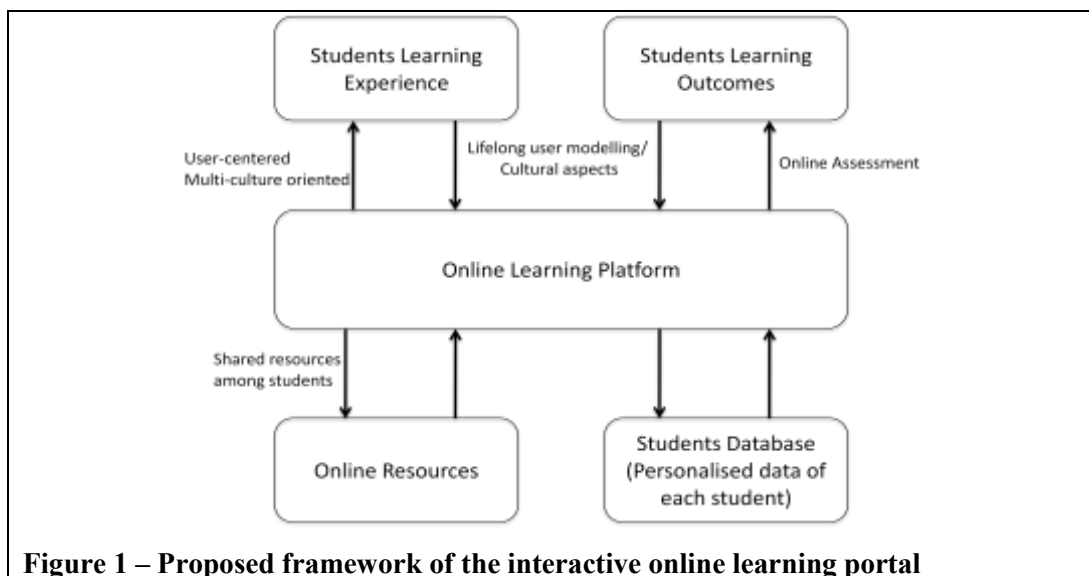 Students Learning
Experience
Students Learning
Outcomes
User-centered
Multi-culture oriented
Lifelong user modelling/
Cultural aspects
Online Assessment
Online Learning Platform
Shared resources
among students
Online Resources
Students Database
(Personalised data of
each student)
Figure 1 – Proposed framework of the interactive online learning portal